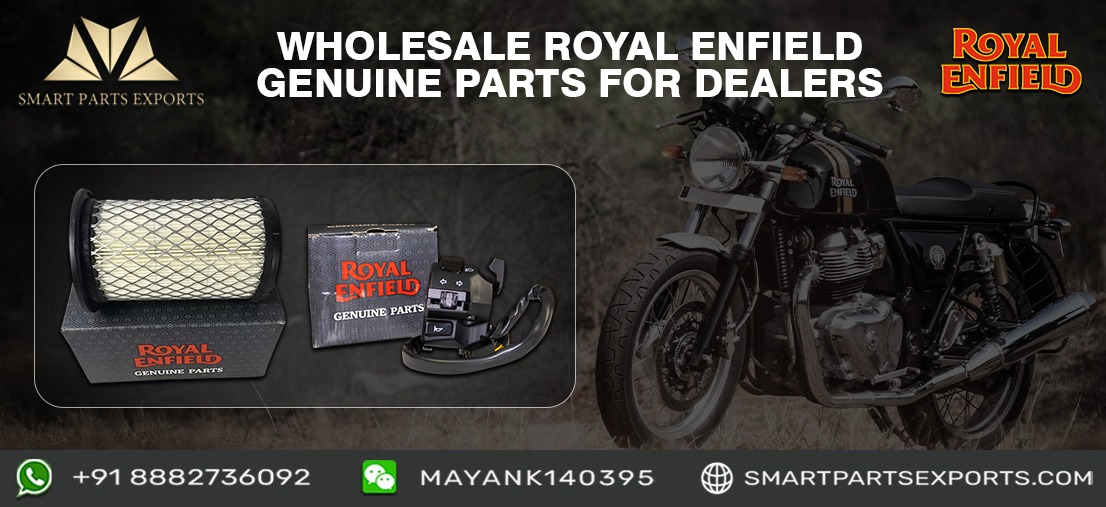 SMART PARTS EXPORTS
WHOLESALE ROYAL ENFIELD
GENUINE PARTS FOR DEALERS
ROYAL
ENFIELD
ROYAL
ENFIELD
GENUINE PARTS
ROYAL
ENFIELD
GENUINE PARTS
ROYAL
ENFIELD
+91 8882736092
MAYANK140395
SMARTPARTSEXPORTS.COM